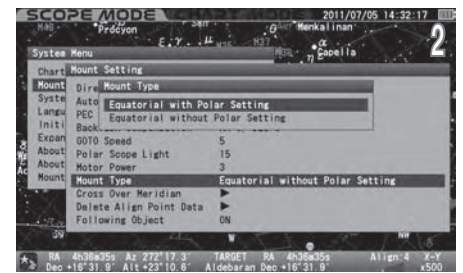 SCOPE MODE
2011/07/05 14:32:17
2
Procyon
Menkalinan
M37
Capella
System Menu
Chart
Mount Setting
Mount
Dire
Mount Type
Syste
Auto
Equatorial with Polar Setting
Langu
PEC
Equatorial without Polar Setting
Initi
Expan
GOTO Speed 5
About
Polar Scope Light 15
About
Motor Power 3
Mount
Mount Type Equatorial without Polar Setting
Cross Over Meridian ▶
Delete Align Point Data ▶
Following Object ON
RA 4h36m35s Az 272°17.3' TARGET RA 4h36m35s Align:4 X-Y
Dec +16°31.9' Alt +23°10.6' Aldebaran Dec +16°31.9' x500